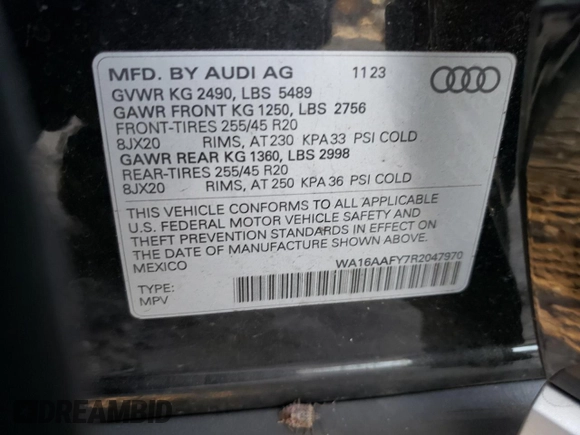 MFD. BY AUDI AG 11 23
GVWR KG 2490, LBS 5489
GAWR FRONT KG 1250, LBS 2756
FRONT-TIRES 255/45 R20
8JX20 RIMS, AT 230 KPA 33 PSI COLD
GAWR REAR KG 1360, LBS 2998
REAR-TIRES 255/45 R20
8JX20 RIMS, AT 250 KPA 36 PSI COLD
THIS VEHICLE CONFORMS TO ALL APPLICABLE
U.S. FEDERAL MOTOR VEHICLE SAFETY AND
THEFT PREVENTION STANDARDS IN EFFECT ON
THE DATE OF MANUFACTURE SHOWN ABOVE
MEXICO WA16AAFY7R2047970
TYPE:
MPV
DREAMBID